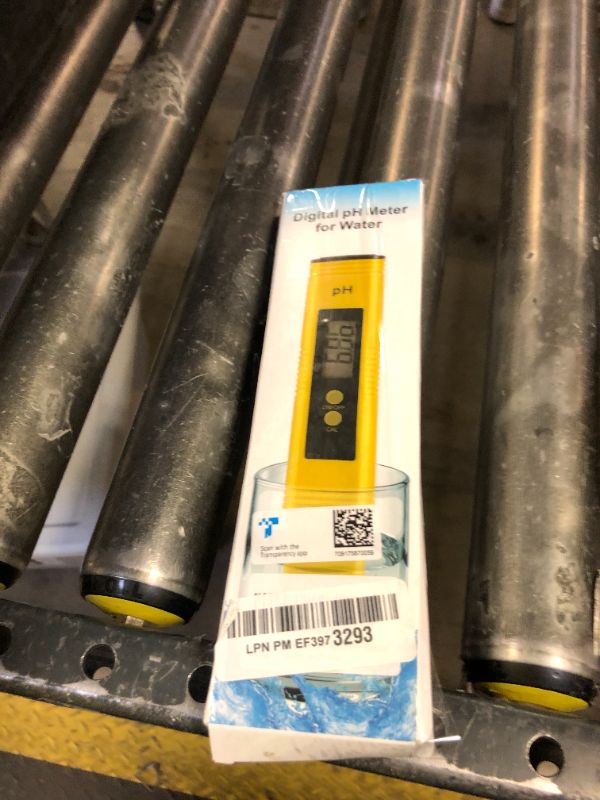 Digital pH Meter
for Water
pH
ON/OFF
CAL
Scan with the
Transparency app
LPN PM EF397 3293